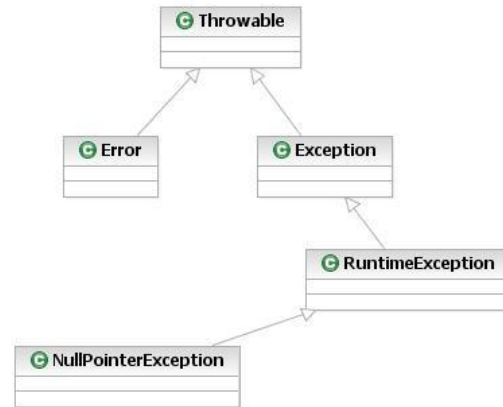 Throwable
Error
Exception
RuntimeException
NullPointerException